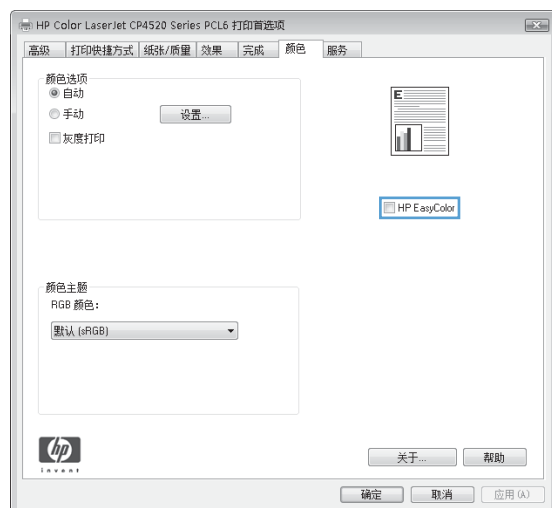 HP Color LaserJet CP4520 Series PCL6 打印首选项
高级 打印快捷方式 纸张/质量 效果 完成 颜色 服务
颜色选项
自动
手动
设置...
灰度打印
E
HP EasyColor
颜色主题
RGB 颜色：
默认 (sRGB)
hp
invent
关于...
帮助
确定
取消
应用(A)